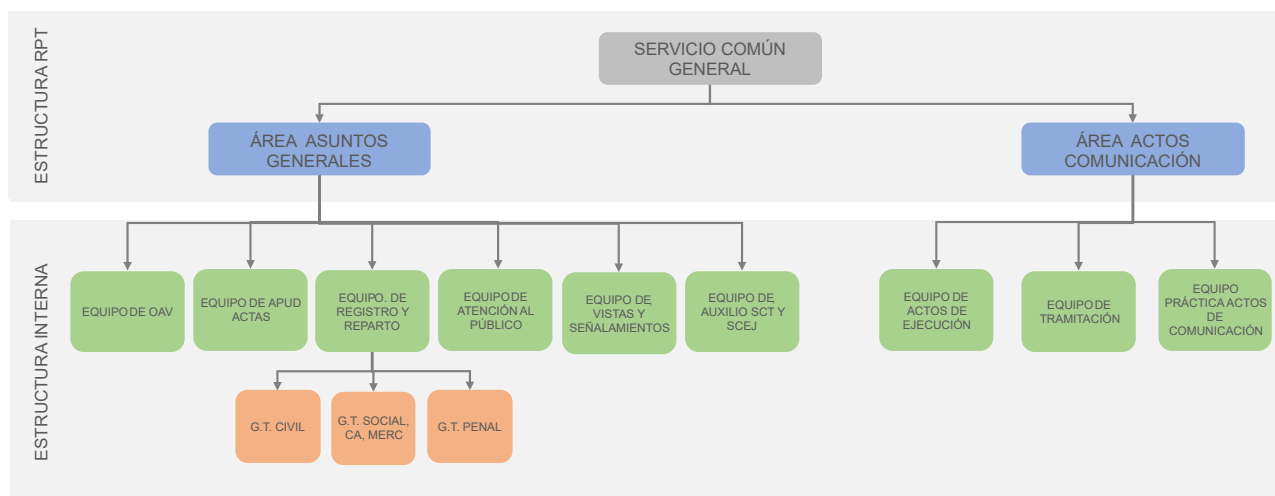 ESTRUCTURA RPT
SERVICIO COMÚN
GENERAL
ÁREA ASUNTOS
GENERALES
ÁREA ACTOS
COMUNICACIÓN
ESTRUCTURA INTERNA
EQUIPO DE OAV
EQUIPO DE APUD
ACTAS
EQUIPO. DE
REGISTRO Y
REPARTO
EQUIPO DE
ATENCIÓN AL
PÚBLICO
EQUIPO DE
VISTAS Y
SEÑALAMIENTOS
EQUIPO DE
AUXILIO SCT Y
SCEJ
EQUIPO DE
ACTOS DE
EJECUCIÓN
EQUIPO DE
TRAMITACIÓN
EQUIPO
PRÁCTICA ACTOS
DE
COMUNICACIÓN
G.T. CIVIL
G.T. SOCIAL,
CA, MERC
G.T. PENAL